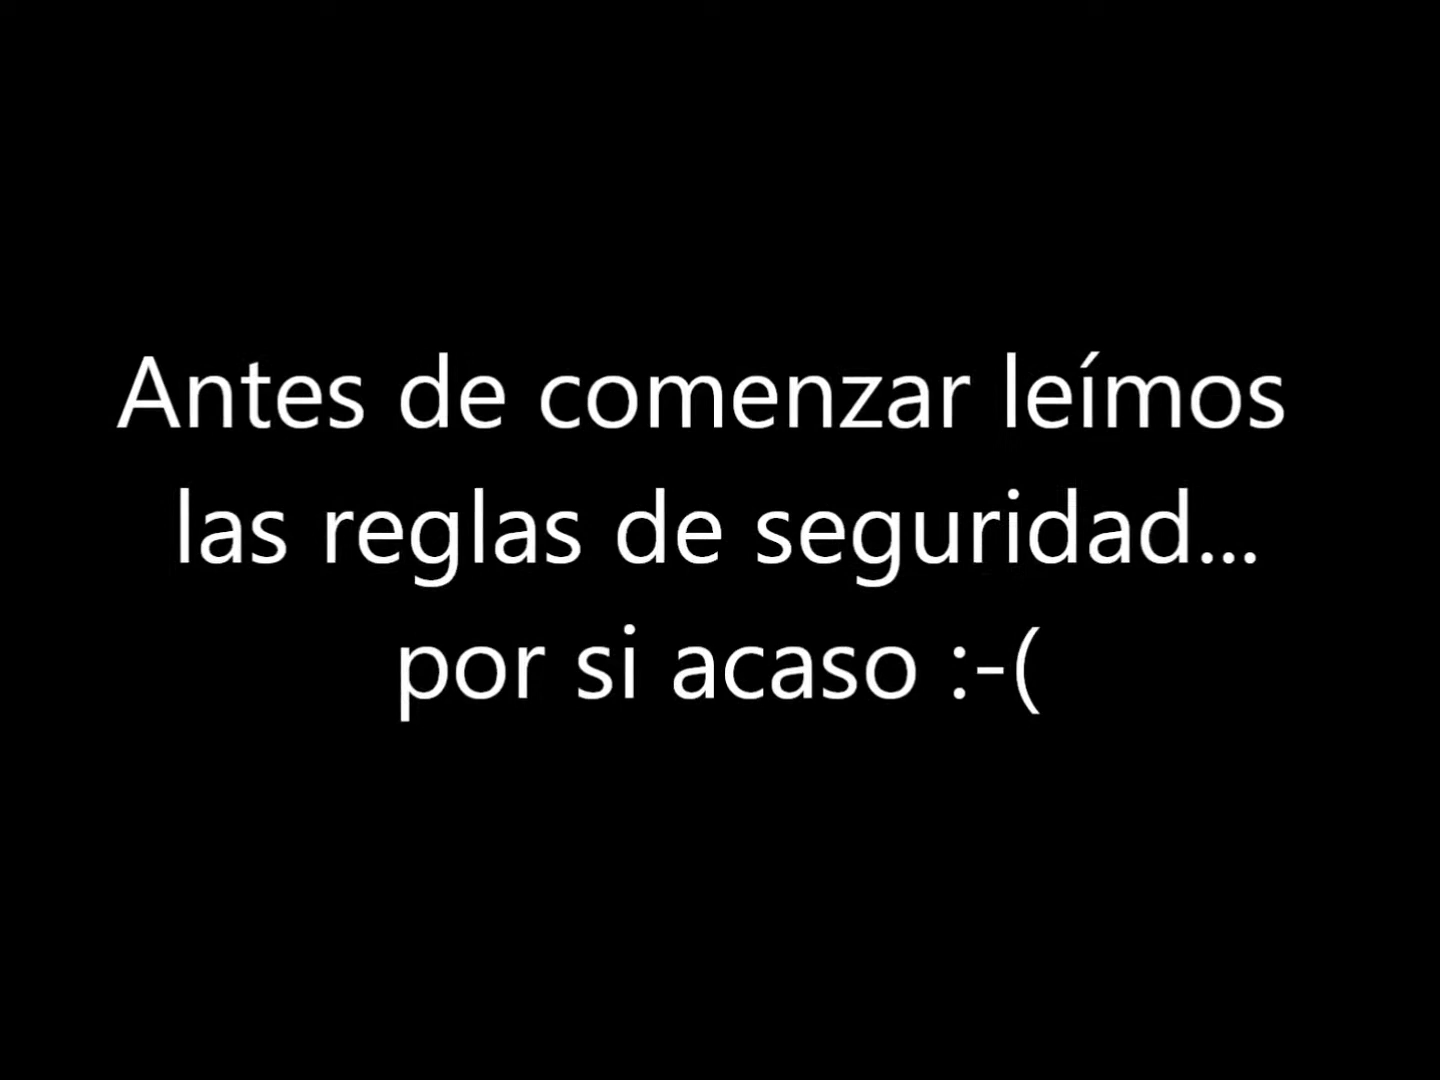 Antes de comenzar leímos
las reglas de seguridad...
por si acaso :-(